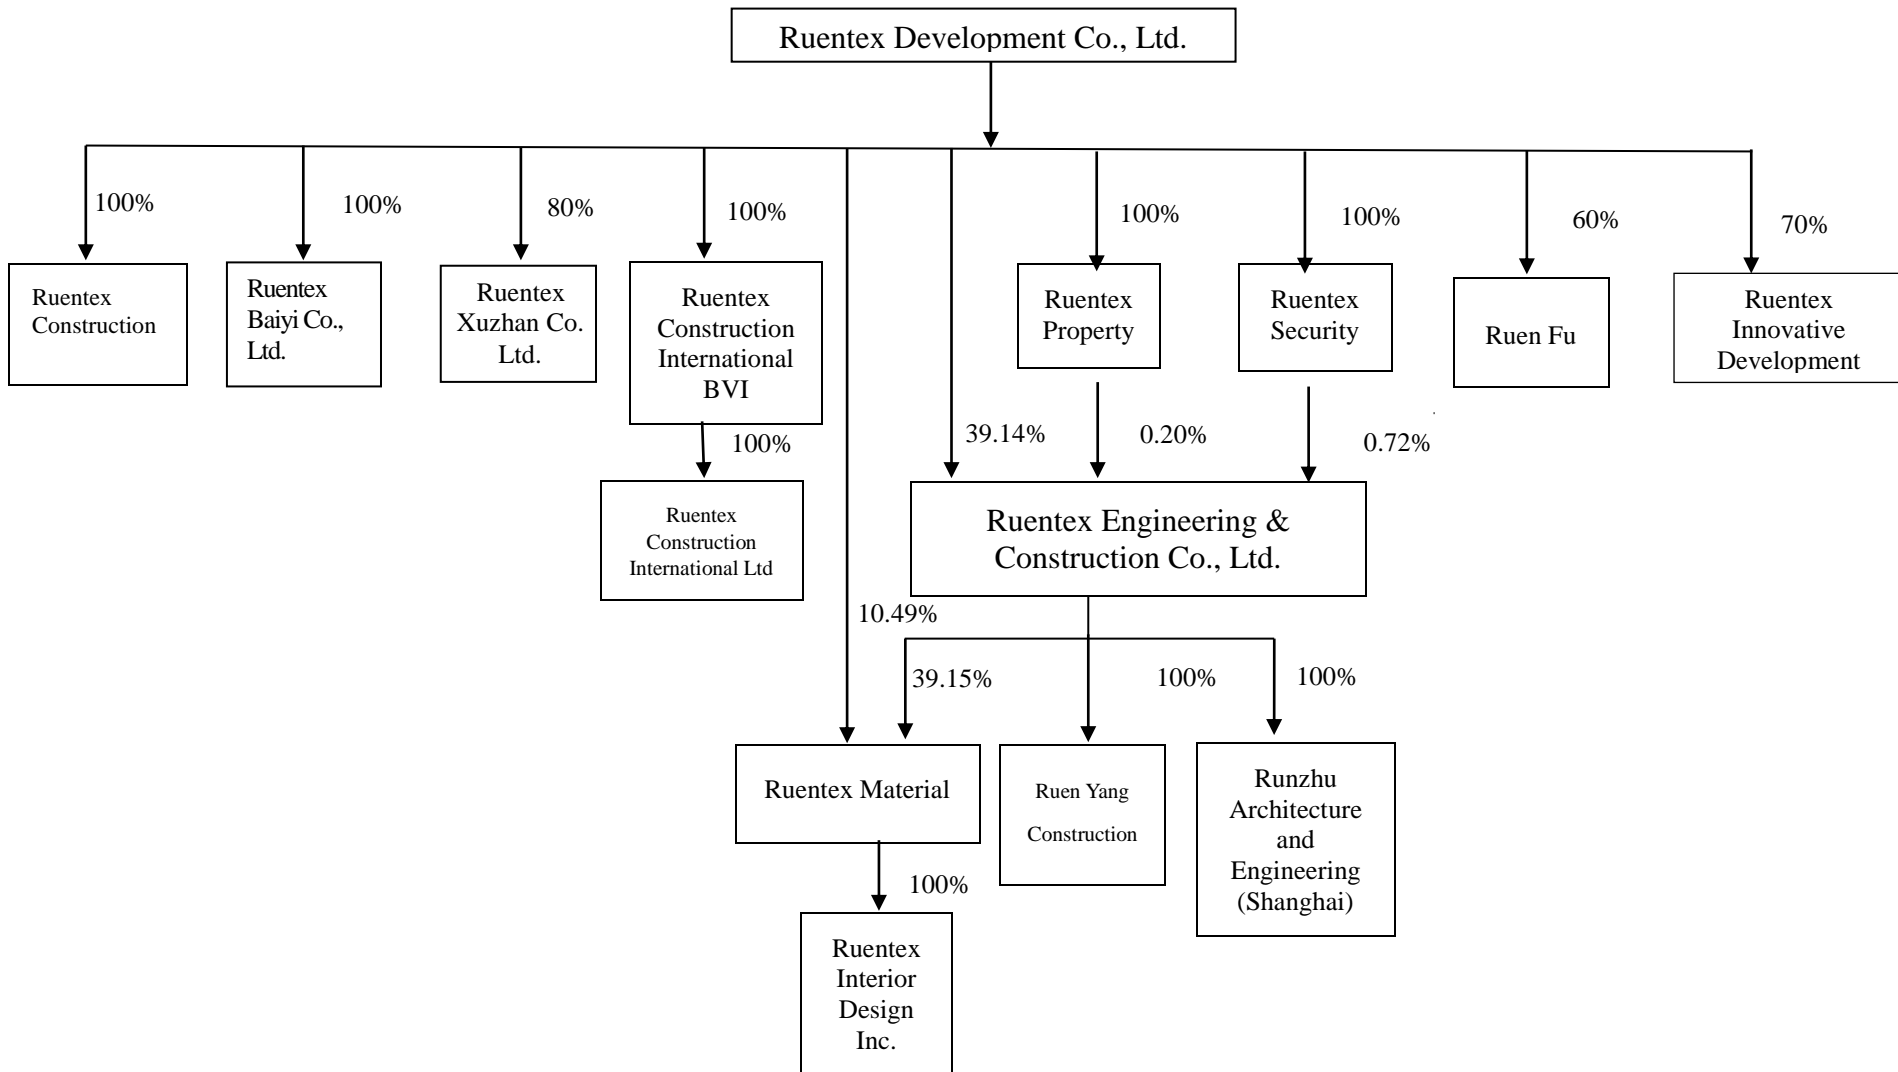 Ruentex Development Co., Ltd.
100%
100%
80%
100%
100%
100%
60%
70%
Ruentex
Construction
Ruentex
Baiyi Co.,
Ltd.
Ruentex
Xuzhan Co.
Ltd.
Ruentex
Construction
International
BVI
Ruentex
Property
Ruentex
Security
Ruen Fu
Ruentex
Innovative
Development
100%
39.14%
0.20%
0.72%
Ruentex
Construction
International Ltd
Ruentex Engineering &
Construction Co., Ltd.
10.49%
39.15%
100%
100%
Ruentex Material
Ruen Yang
Construction
Runzhu
Architecture
and
Engineering
(Shanghai)
100%
Ruentex
Interior
Design
Inc.